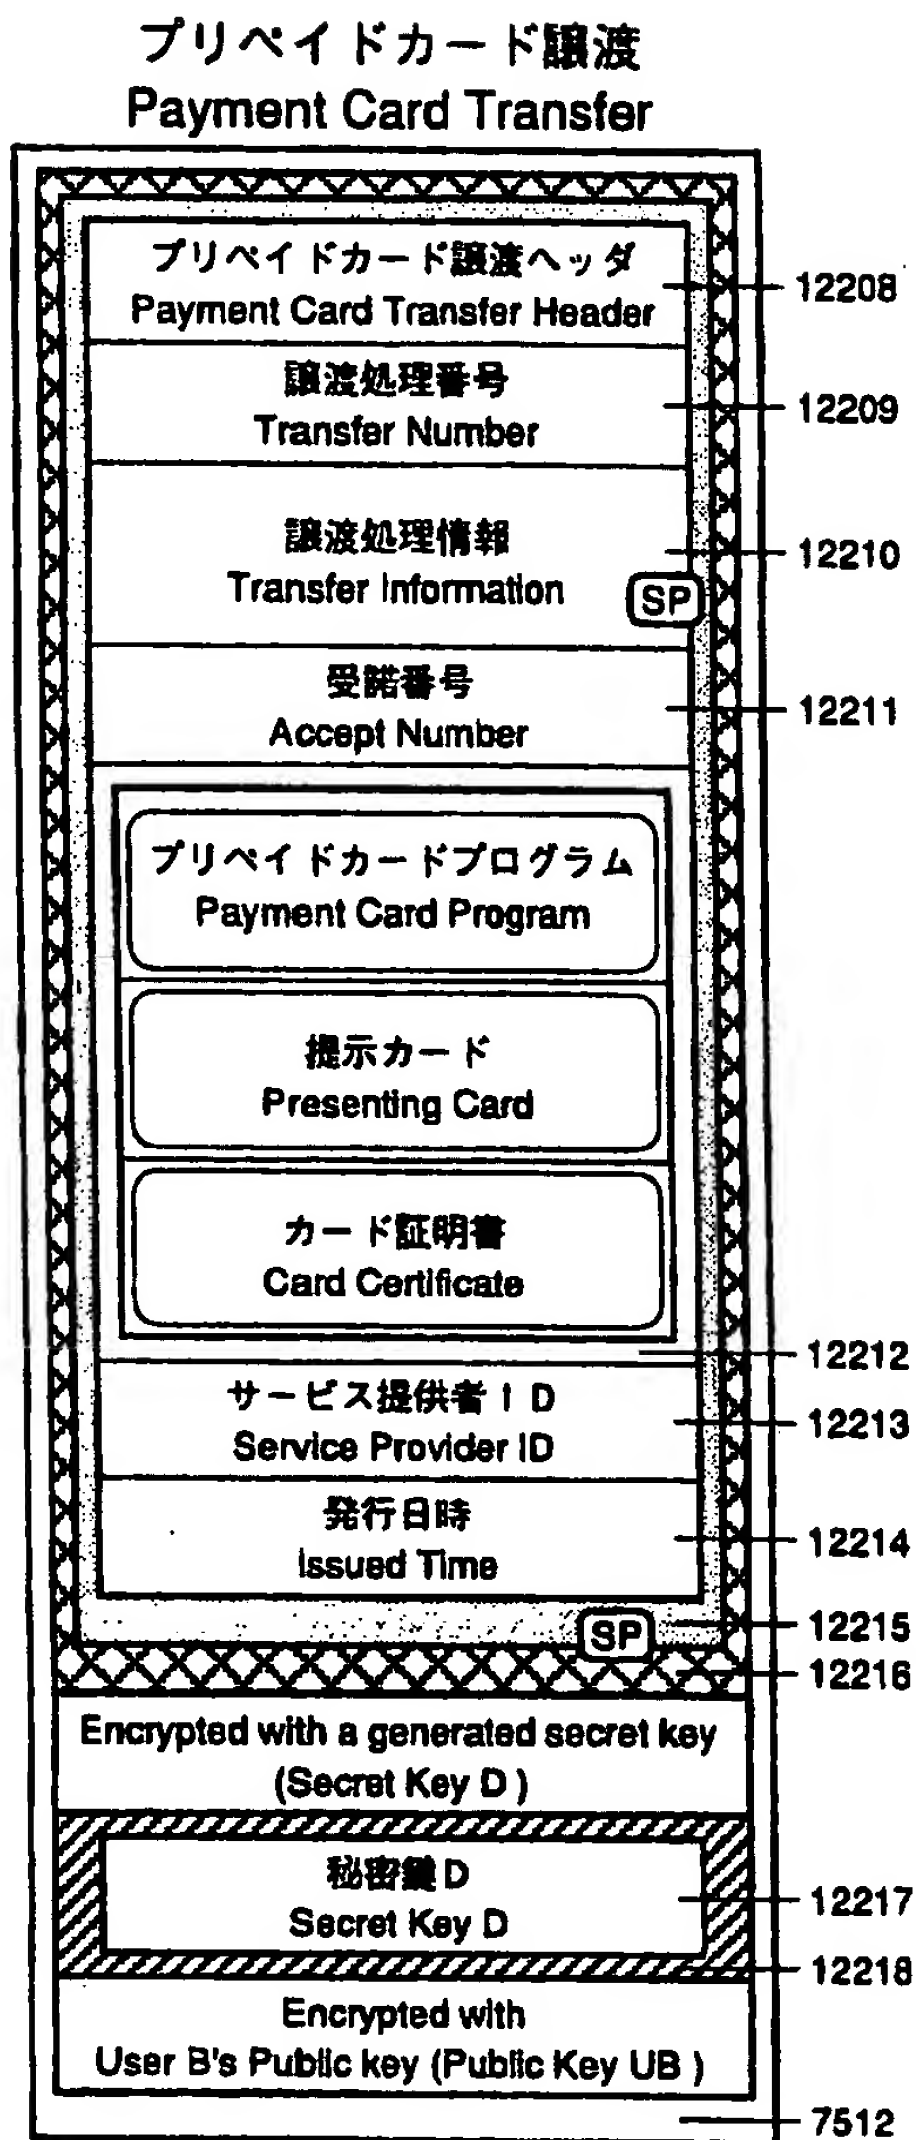 プリペイドカード譲渡
Payment Card Transfer
プリペイドカード譲渡ヘッダ
Payment Card Transfer Header
12208
譲渡処理番号
Transfer Number
12209
譲渡処理情報
Transfer Information
12210
SP
受諾番号
Accept Number
12211
プリペイドカードプログラム
Payment Card Program
提示カード
Presenting Card
カード証明書
Card Certificate
12212
サービス提供者ID
Service Provider ID
12213
発行日時
Issued Time
12214
SP
12215
12216
Encrypted with a generated secret key
(Secret Key D )
秘密鍵D
Secret Key D
12217
12218
Encrypted with
User B's Public key (Public Key UB )
7512